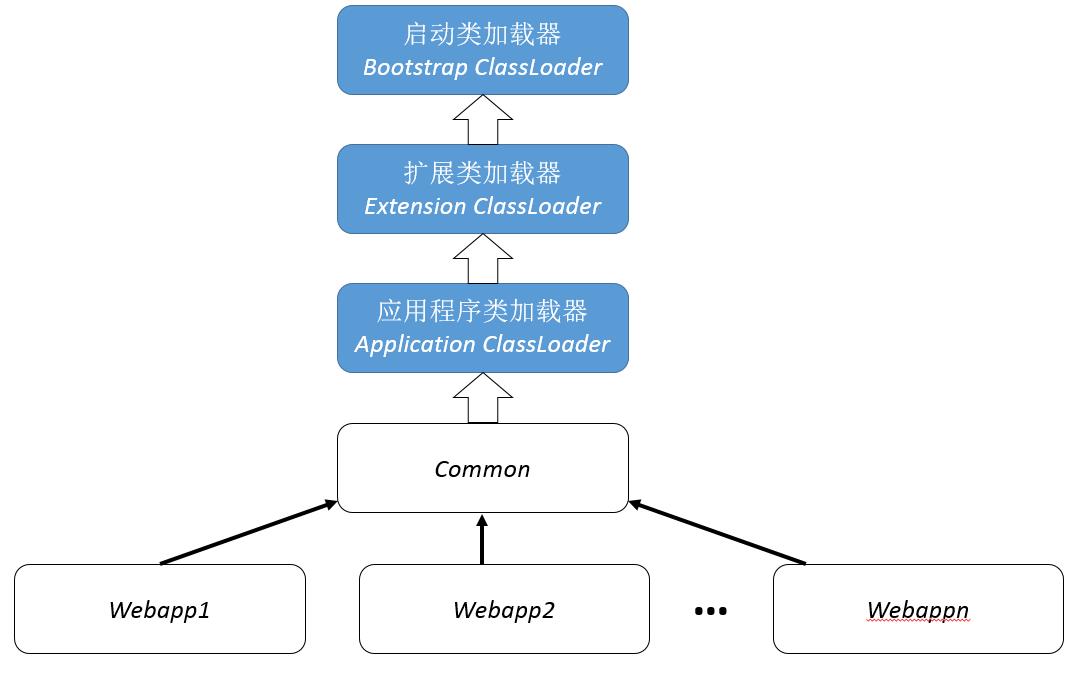 启动类加载器
Bootstrap ClassLoader
扩展类加载器
Extension ClassLoader
应用程序类加载器
Application ClassLoader
Common
Webapp1
Webapp2
•••
Webappn